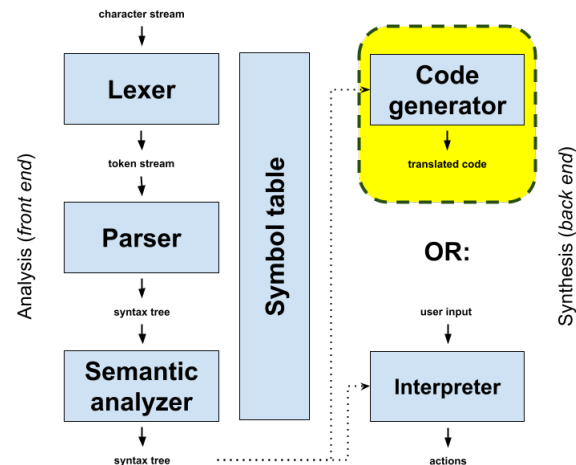 character stream
Lexer
token stream
Parser
syntax tree
Semantic
analyzer
syntax tree
Analysis (front end)
Symbol table
Code
generator
translated code
OR:
user input
Interpreter
actions
Synthesis (back end)